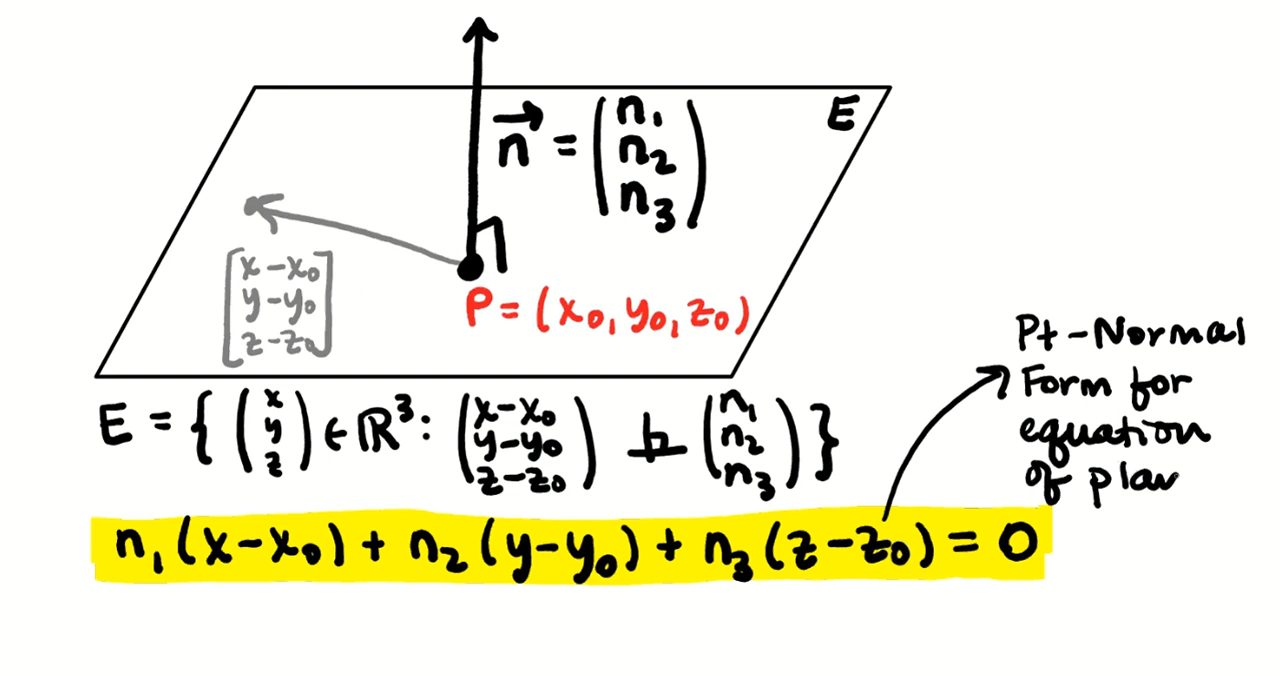 n⃗ = (n₁ n₂ n₃)
E
[x-x₀ y-y₀ z-z₀]
P = (x₀, y₀, z₀)
Pt-Normal
Form for
equation
of plan
E = { (x y z) ∈ ℝ³: (x-x₀ y-y₀ z-z₀) ⊥ (n₁ n₂ n₃) }
n₁(x-x₀) + n₂(y-y₀) + n₃(z-z₀) = 0